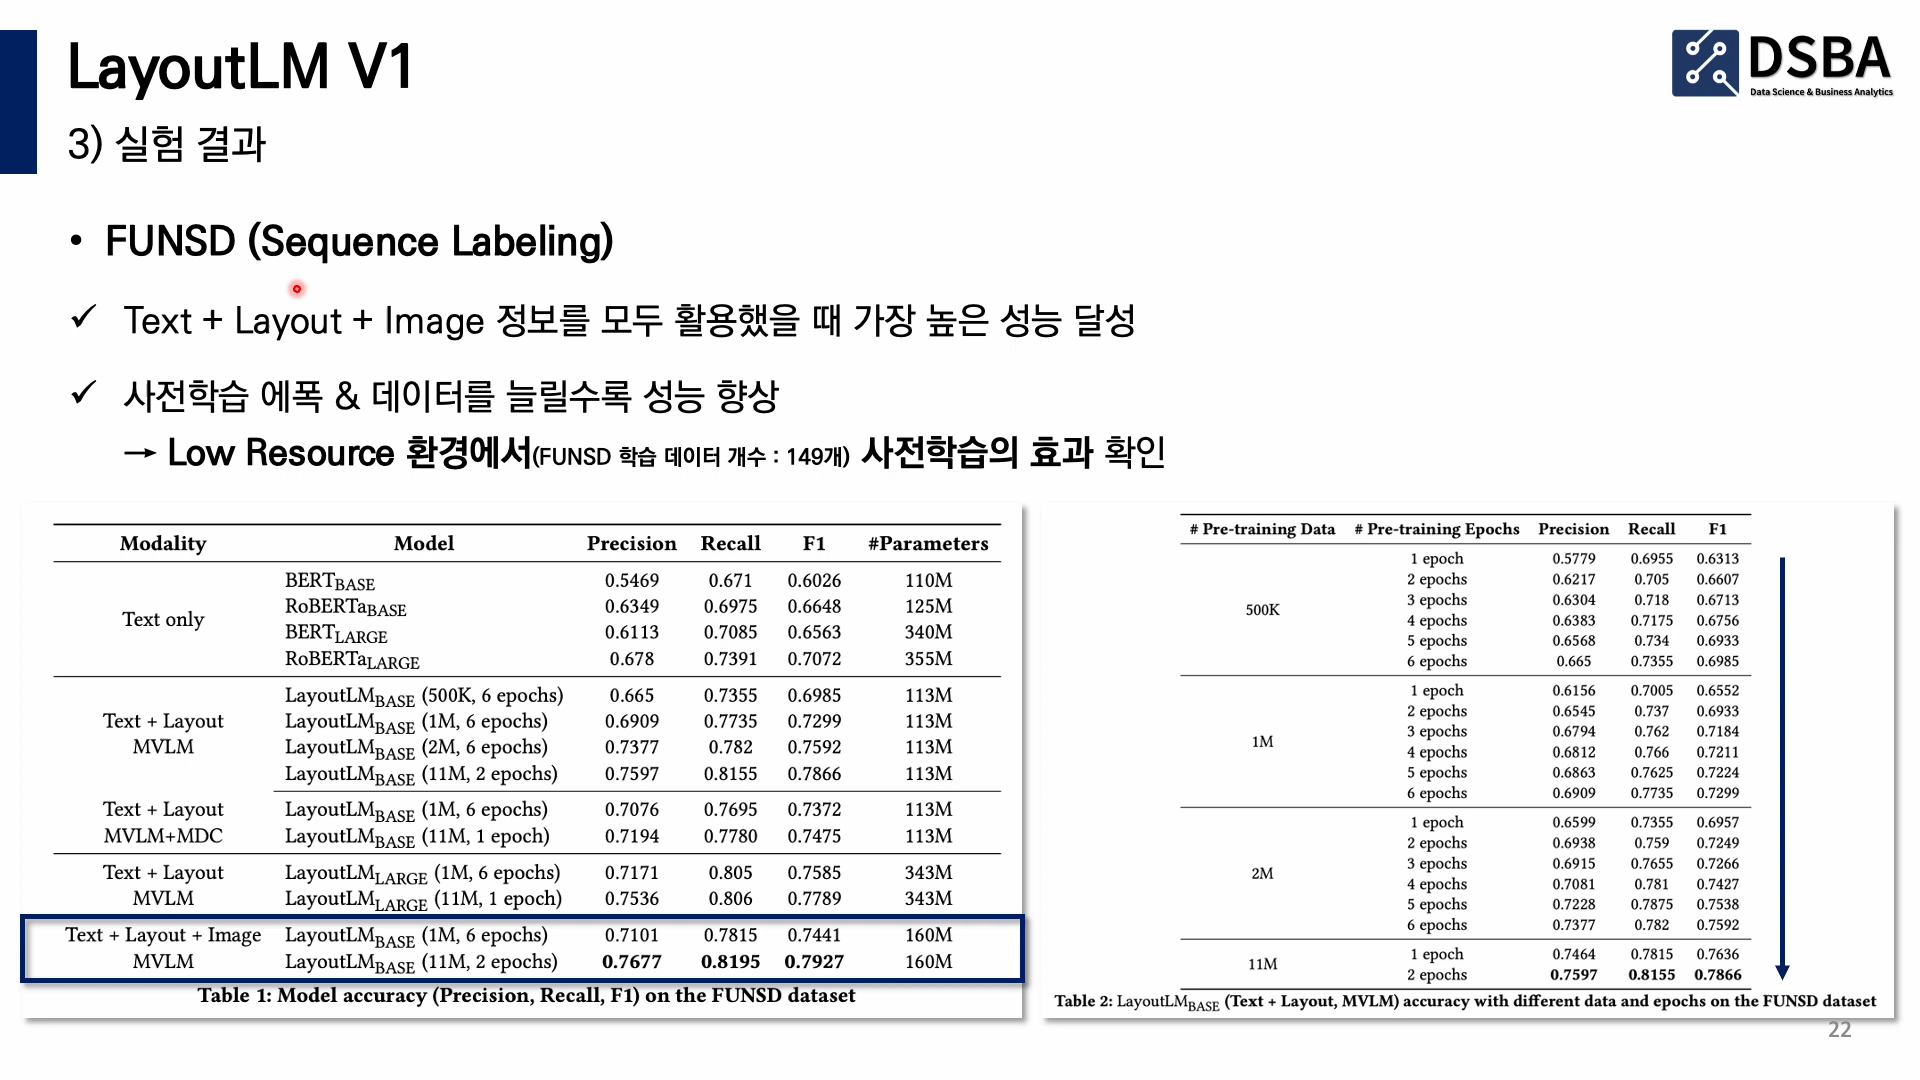 LayoutLM V1
DSBA
Data Science & Business Analytics
3) 실험 결과
• FUNSD (Sequence Labeling)
✓ Text + Layout + Image 정보를 모두 활용했을 때 가장 높은 성능 달성
✓ 사전학습 에폭 & 데이터를 늘릴수록 성능 향상
→ Low Resource 환경에서(FUNSD 학습 데이터 개수 : 149개) 사전학습의 효과 확인
Modality Model Precision Recall F1 #Parameters
Text only
BERTBASE 0.5469 0.671 0.6026 110M
RoBERTaBASE 0.6349 0.6975 0.6648 125M
BERTLARGE 0.6113 0.7085 0.6563 340M
RoBERTaLARGE 0.678 0.7391 0.7072 355M
Text + Layout
MVLM
LayoutLMBASE (500K, 6 epochs) 0.665 0.7355 0.6985 113M
LayoutLMBASE (1M, 6 epochs) 0.6909 0.7735 0.7299 113M
LayoutLMBASE (2M, 6 epochs) 0.7377 0.782 0.7592 113M
LayoutLMBASE (11M, 2 epochs) 0.7597 0.8155 0.7866 113M
Text + Layout LayoutLMBASE (1M, 6 epochs) 0.7076 0.7695 0.7372 113M
MVLM+MDC LayoutLMBASE (11M, 1 epoch) 0.7194 0.7780 0.7475 113M
Text + Layout LayoutLMLARGE (1M, 6 epochs) 0.7171 0.805 0.7585 343M
MVLM LayoutLMLARGE (11M, 1 epoch) 0.7536 0.806 0.7789 343M
Text + Layout + Image LayoutLMBASE (1M, 6 epochs) 0.7101 0.7815 0.7441 160M
MVLM LayoutLMBASE (11M, 2 epochs) 0.7677 0.8195 0.7927 160M
Table 1: Model accuracy (Precision, Recall, F1) on the FUNSD dataset
# Pre-training Data # Pre-training Epochs Precision Recall F1
500K
1 epoch 0.5779 0.6955 0.6313
2 epochs 0.6217 0.705 0.6607
3 epochs 0.6304 0.718 0.6713
4 epochs 0.6383 0.7175 0.6756
5 epochs 0.6568 0.734 0.6933
6 epochs 0.665 0.7355 0.6985
1M
1 epoch 0.6156 0.7005 0.6552
2 epochs 0.6545 0.737 0.6933
3 epochs 0.6794 0.762 0.7184
4 epochs 0.6812 0.766 0.7211
5 epochs 0.6863 0.7625 0.7224
6 epochs 0.6909 0.7735 0.7299
2M
1 epoch 0.6599 0.7355 0.6957
2 epochs 0.6938 0.759 0.7249
3 epochs 0.6915 0.7655 0.7266
4 epochs 0.7081 0.781 0.7427
5 epochs 0.7228 0.7875 0.7538
6 epochs 0.7377 0.782 0.7592
11M
1 epoch 0.7464 0.7815 0.7636
2 epochs 0.7597 0.8155 0.7866
Table 2: LayoutLMBASE (Text + Layout, MVLM) accuracy with different data and epochs on the FUNSD dataset
22